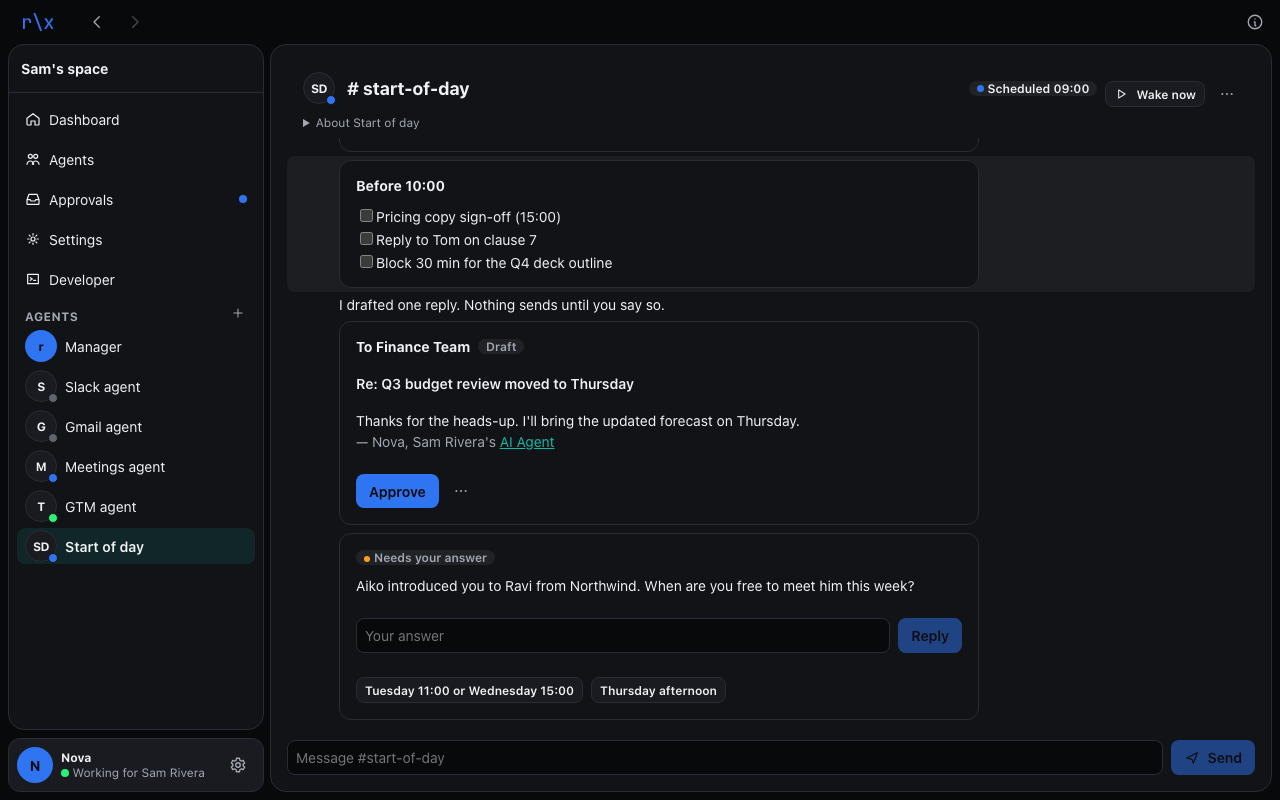 r\x
Sam's space
Dashboard
Agents
Approvals
Settings
Developer
AGENTS
r Manager
S Slack agent
G Gmail agent
M Meetings agent
T GTM agent
SD Start of day
N Nova
Working for Sam Rivera
SD # start-of-day
Scheduled 09:00
Wake now
About Start of day
Before 10:00
Pricing copy sign-off (15:00)
Reply to Tom on clause 7
Block 30 min for the Q4 deck outline
I drafted one reply. Nothing sends until you say so.
To Finance Team Draft
Re: Q3 budget review moved to Thursday
Thanks for the heads-up. I'll bring the updated forecast on Thursday.
— Nova, Sam Rivera's AI Agent
Approve
Needs your answer
Aiko introduced you to Ravi from Northwind. When are you free to meet him this week?
Your answer
Reply
Tuesday 11:00 or Wednesday 15:00 Thursday afternoon
Message #start-of-day
Send